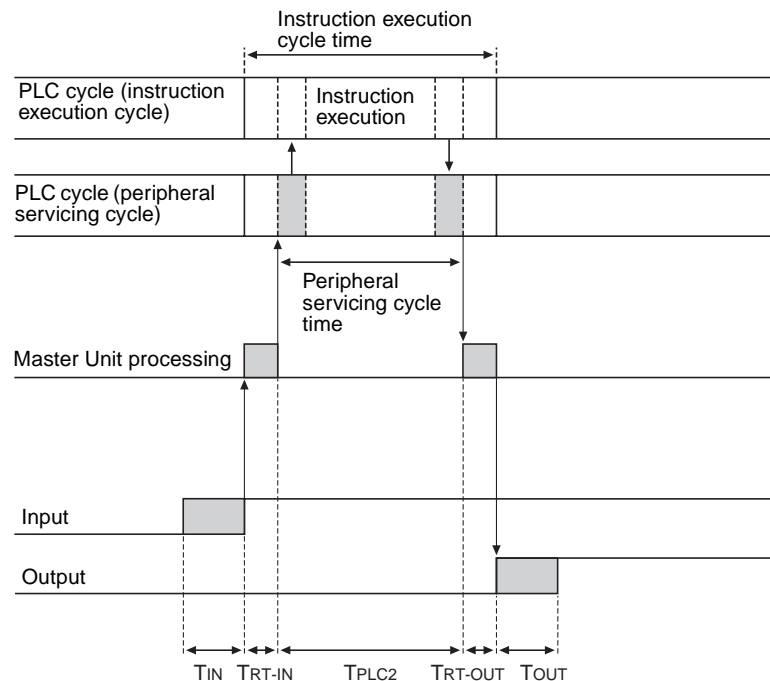 Instruction execution
cycle time
PLC cycle (instruction
execution cycle)
Instruction
execution
PLC cycle (peripheral
servicing cycle)
Peripheral
servicing cycle
time
Master Unit processing
Input
Output
TIN TRT-IN TPLC2 TRT-OUT TOUT